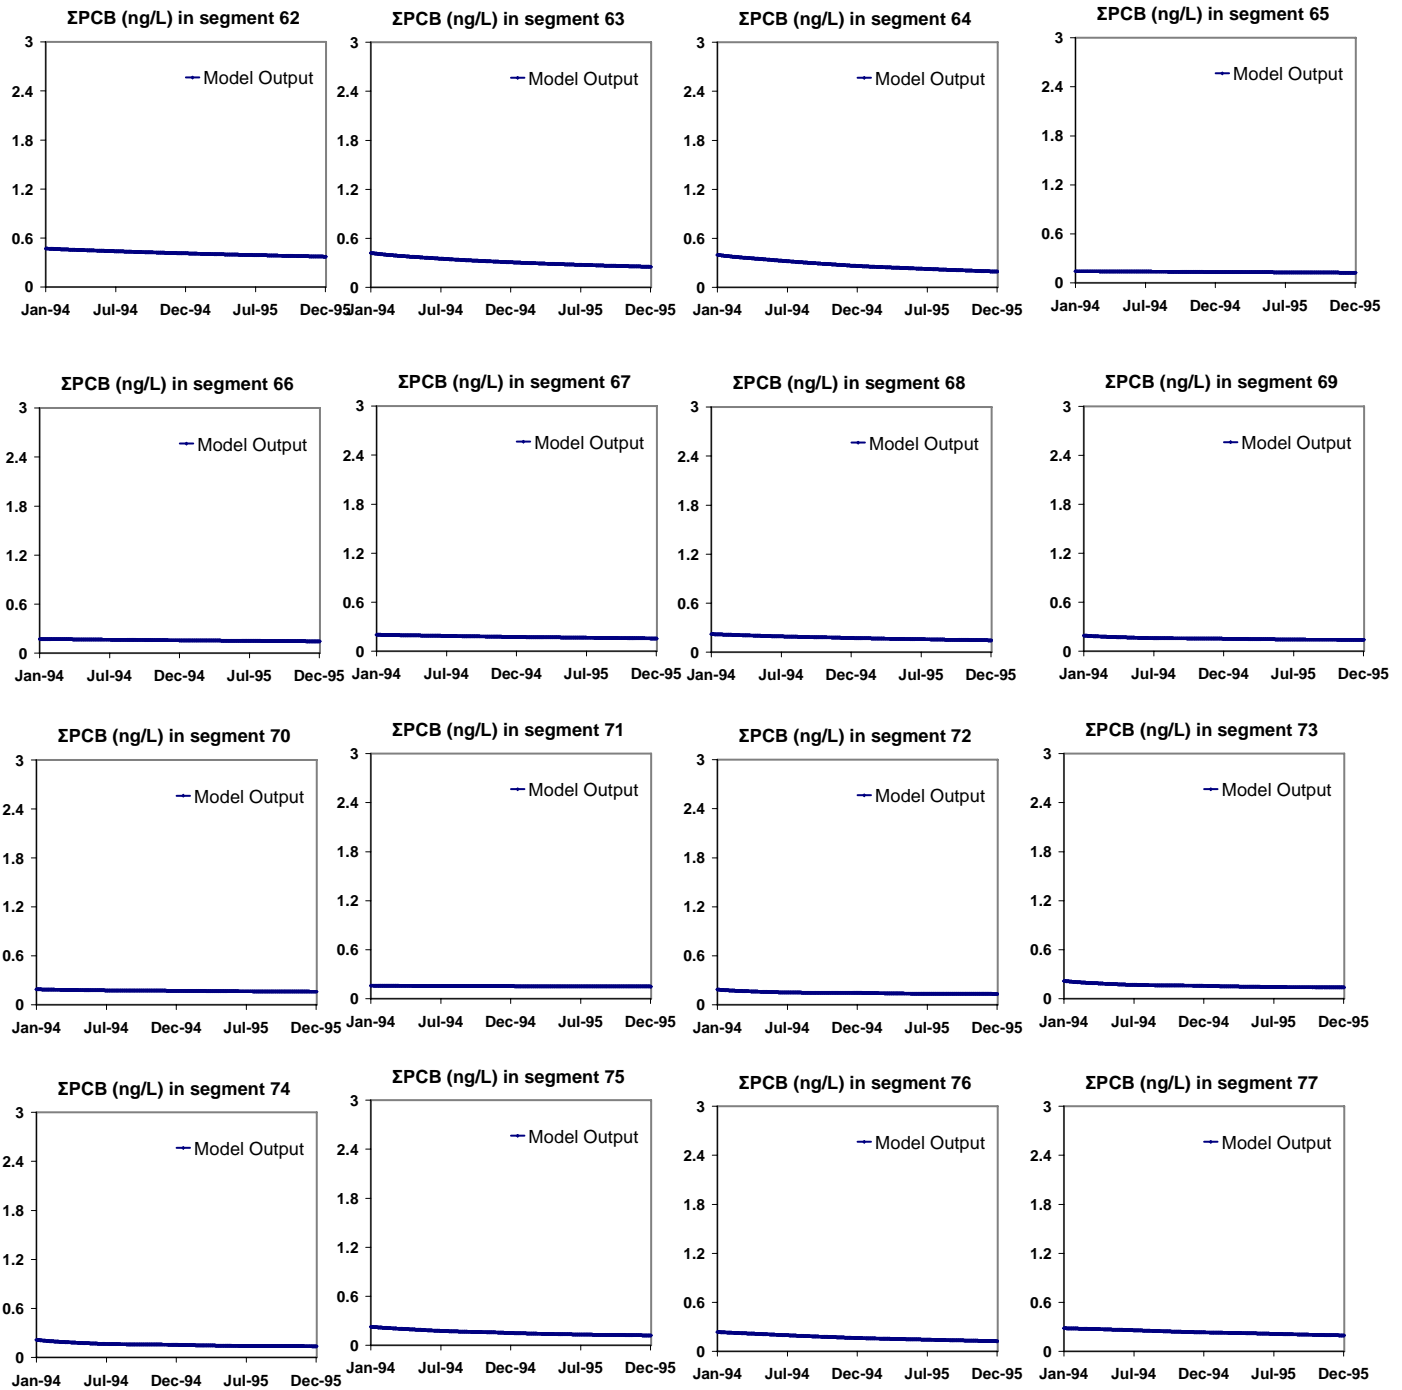 ΣPCB (ng/L) in segment 62
3
2.4
1.8
1.2
0.6
0
Model Output
Jan-94 Jul-94 Dec-94 Jul-95 Dec-95
ΣPCB (ng/L) in segment 63
3
2.4
1.8
1.2
0.6
0
Model Output
Jan-94 Jul-94 Dec-94 Jul-95 Dec-95
ΣPCB (ng/L) in segment 64
3
2.4
1.8
1.2
0.6
0
Model Output
Jan-94 Jul-94 Dec-94 Jul-95 Dec-95
ΣPCB (ng/L) in segment 65
3
2.4
1.8
1.2
0.6
0
Model Output
Jan-94 Jul-94 Dec-94 Jul-95 Dec-95
ΣPCB (ng/L) in segment 66
3
2.4
1.8
1.2
0.6
0
Model Output
Jan-94 Jul-94 Dec-94 Jul-95 Dec-95
ΣPCB (ng/L) in segment 67
3
2.4
1.8
1.2
0.6
0
Model Output
Jan-94 Jul-94 Dec-94 Jul-95 Dec-95
ΣPCB (ng/L) in segment 68
3
2.4
1.8
1.2
0.6
0
Model Output
Jan-94 Jul-94 Dec-94 Jul-95 Dec-95
ΣPCB (ng/L) in segment 69
3
2.4
1.8
1.2
0.6
0
Model Output
Jan-94 Jul-94 Dec-94 Jul-95 Dec-95
ΣPCB (ng/L) in segment 70
3
2.4
1.8
1.2
0.6
0
Model Output
Jan-94 Jul-94 Dec-94 Jul-95 Dec-95
ΣPCB (ng/L) in segment 71
3
2.4
1.8
1.2
0.6
0
Model Output
Jan-94 Jul-94 Dec-94 Jul-95 Dec-95
ΣPCB (ng/L) in segment 72
3
2.4
1.8
1.2
0.6
0
Model Output
Jan-94 Jul-94 Dec-94 Jul-95 Dec-95
ΣPCB (ng/L) in segment 73
3
2.4
1.8
1.2
0.6
0
Model Output
Jan-94 Jul-94 Dec-94 Jul-95 Dec-95
ΣPCB (ng/L) in segment 74
3
2.4
1.8
1.2
0.6
0
Model Output
Jan-94 Jul-94 Dec-94 Jul-95 Dec-95
ΣPCB (ng/L) in segment 75
3
2.4
1.8
1.2
0.6
0
Model Output
Jan-94 Jul-94 Dec-94 Jul-95 Dec-95
ΣPCB (ng/L) in segment 76
3
2.4
1.8
1.2
0.6
0
Model Output
Jan-94 Jul-94 Dec-94 Jul-95 Dec-95
ΣPCB (ng/L) in segment 77
3
2.4
1.8
1.2
0.6
0
Model Output
Jan-94 Jul-94 Dec-94 Jul-95 Dec-95